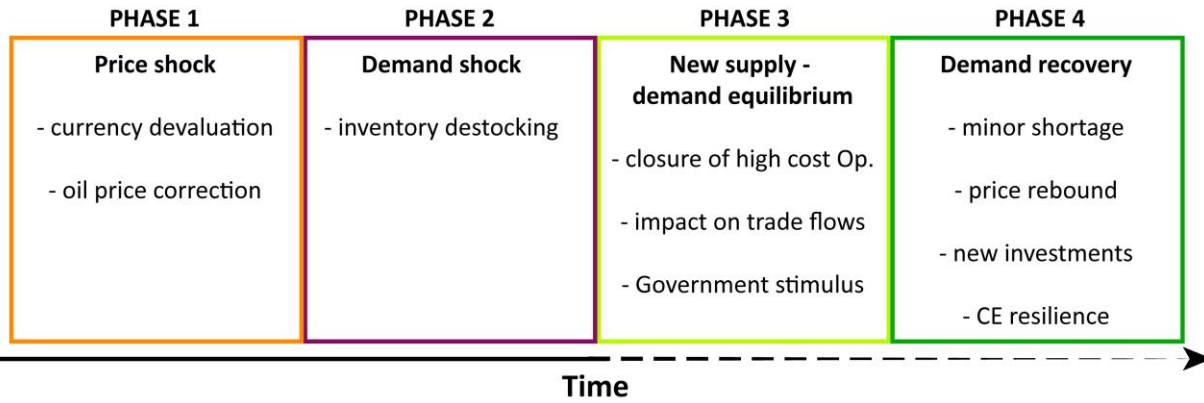 PHASE 1
PHASE 2
PHASE 3
PHASE 4
Price shock
- currency devaluation
- oil price correction
Demand shock
- inventory destocking
New supply -
demand equilibrium
- closure of high cost Op.
- impact on trade flows
- Government stimulus
Demand recovery
- minor shortage
- price rebound
- new investments
- CE resilience
Time